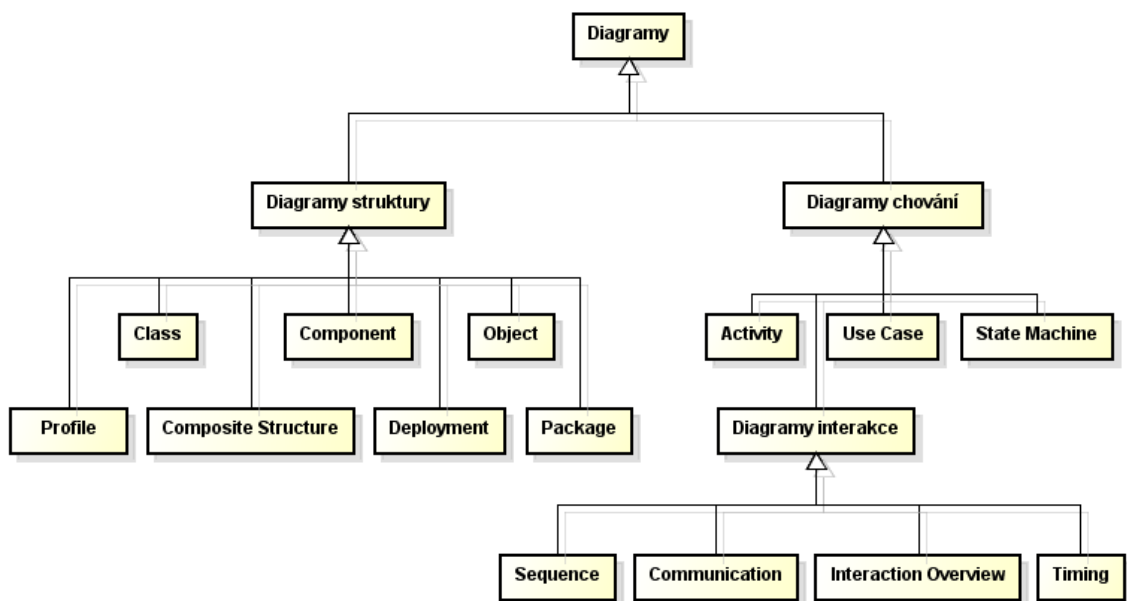 Diagramy
Diagramy struktury
Diagramy chování
Class
Component
Object
Activity
Use Case
State Machine
Profile
Composite Structure
Deployment
Package
Diagramy interakce
Sequence
Communication
Interaction Overview
Timing